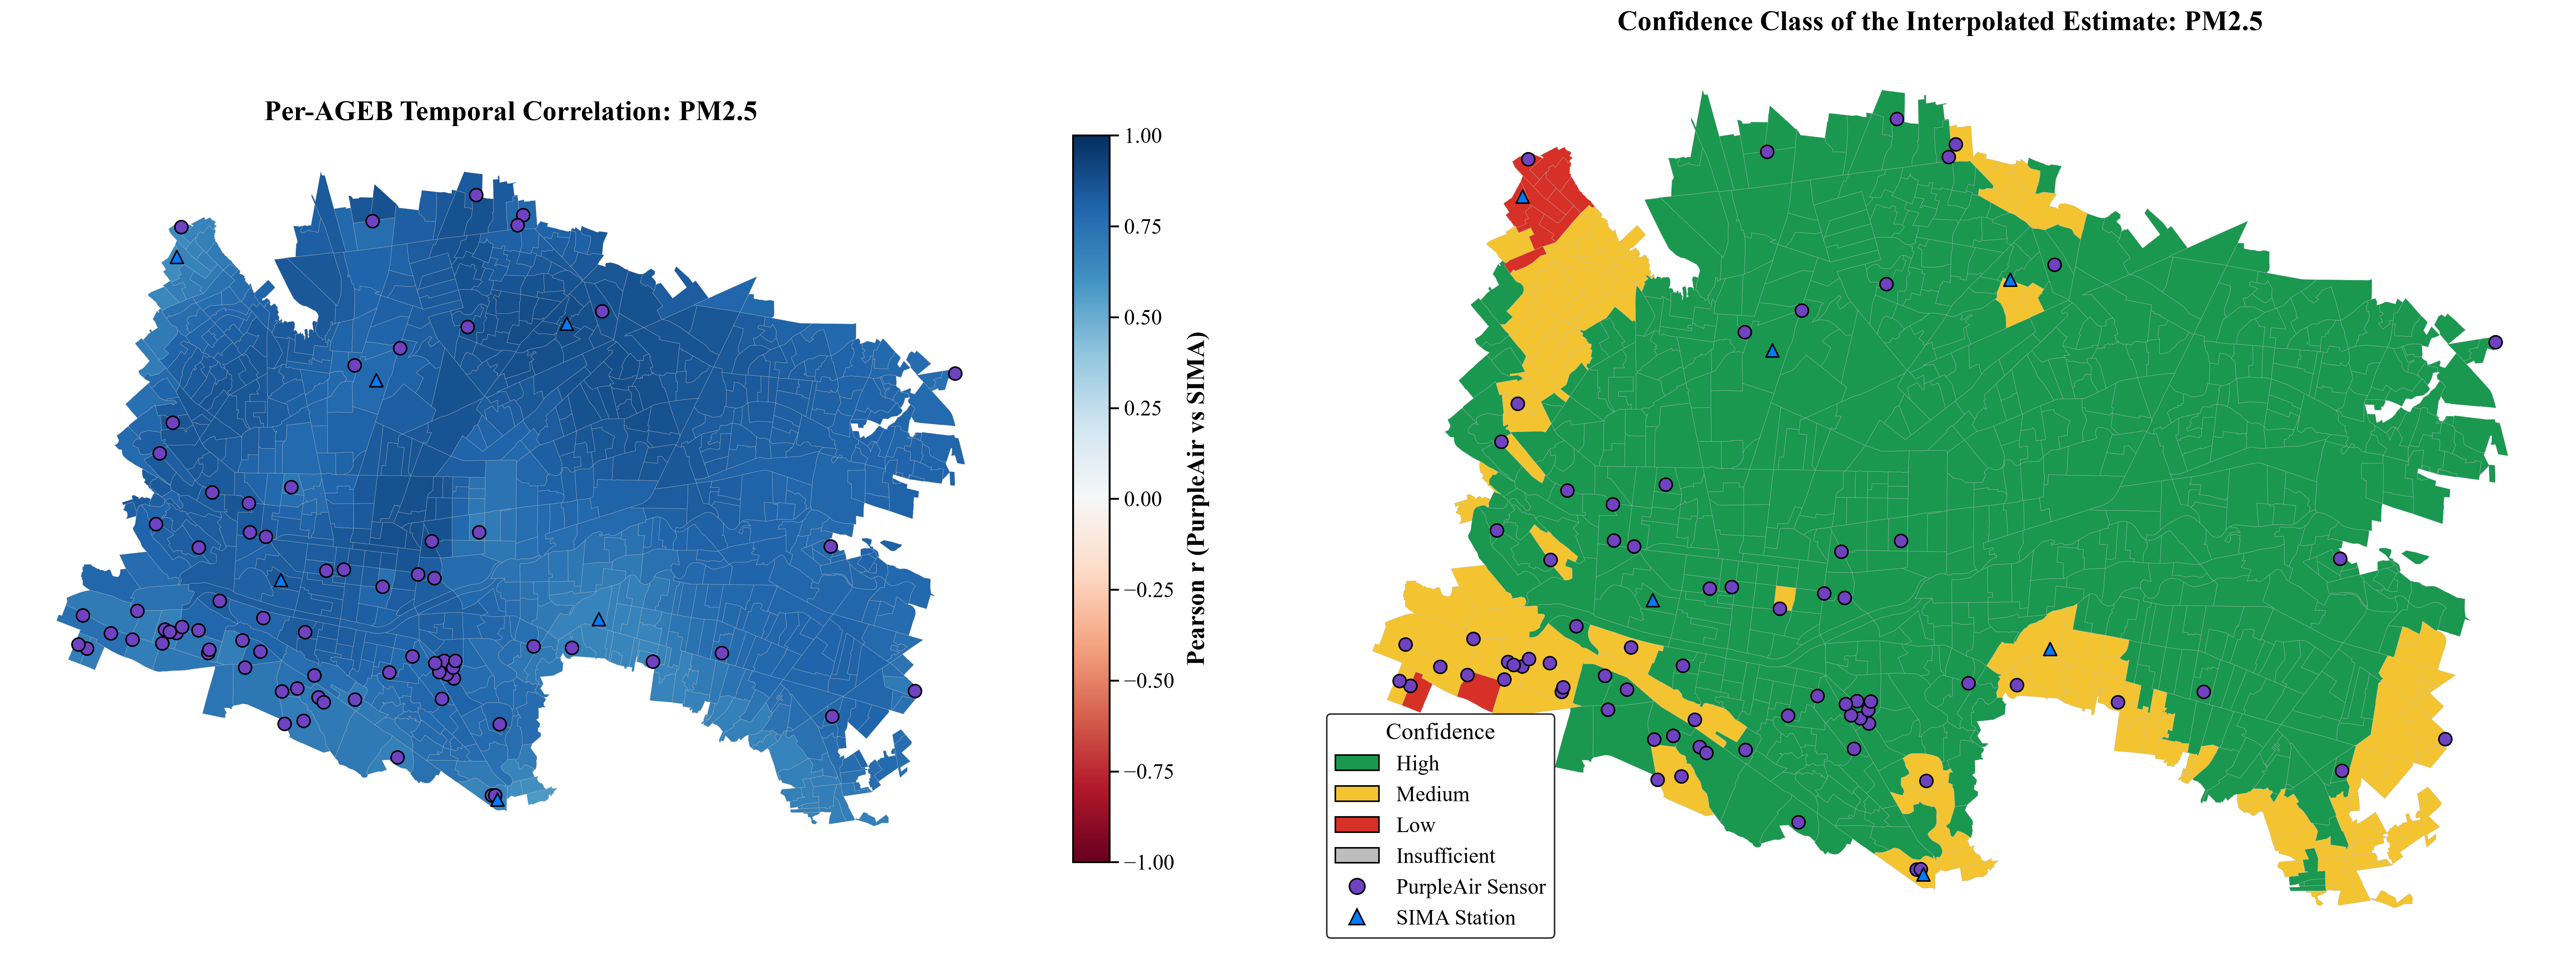 Per-AGEB Temporal Correlation: PM2.5
1.00
0.75
0.50
0.25
0.00
−0.25
−0.50
−0.75
−1.00
Pearson r (PurpleAir vs SIMA)
Confidence Class of the Interpolated Estimate: PM2.5
Confidence
High
Medium
Low
Insufficient
PurpleAir Sensor
SIMA Station